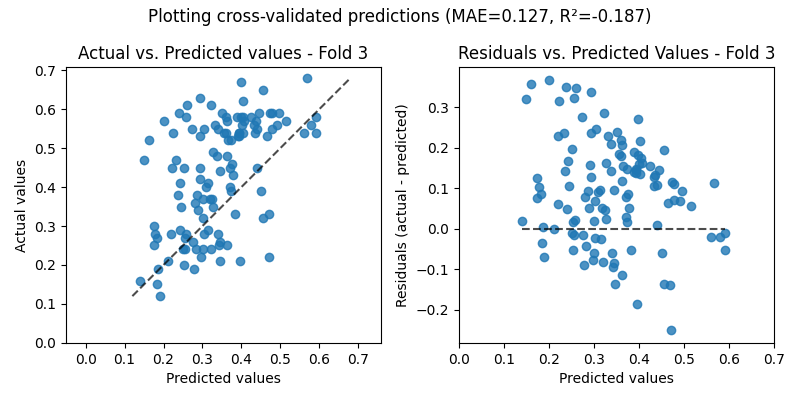 Plotting cross-validated predictions (MAE=0.127, R²=-0.187)
Actual vs. Predicted values - Fold 3
Actual values
0.7
0.6
0.5
0.4
0.3
0.2
0.1
0.0
0.0 0.1 0.2 0.3 0.4 0.5 0.6 0.7
Predicted values
Residuals vs. Predicted Values - Fold 3
Residuals (actual - predicted)
0.3
0.2
0.1
0.0
−0.1
−0.2
0.0 0.1 0.2 0.3 0.4 0.5 0.6 0.7
Predicted values